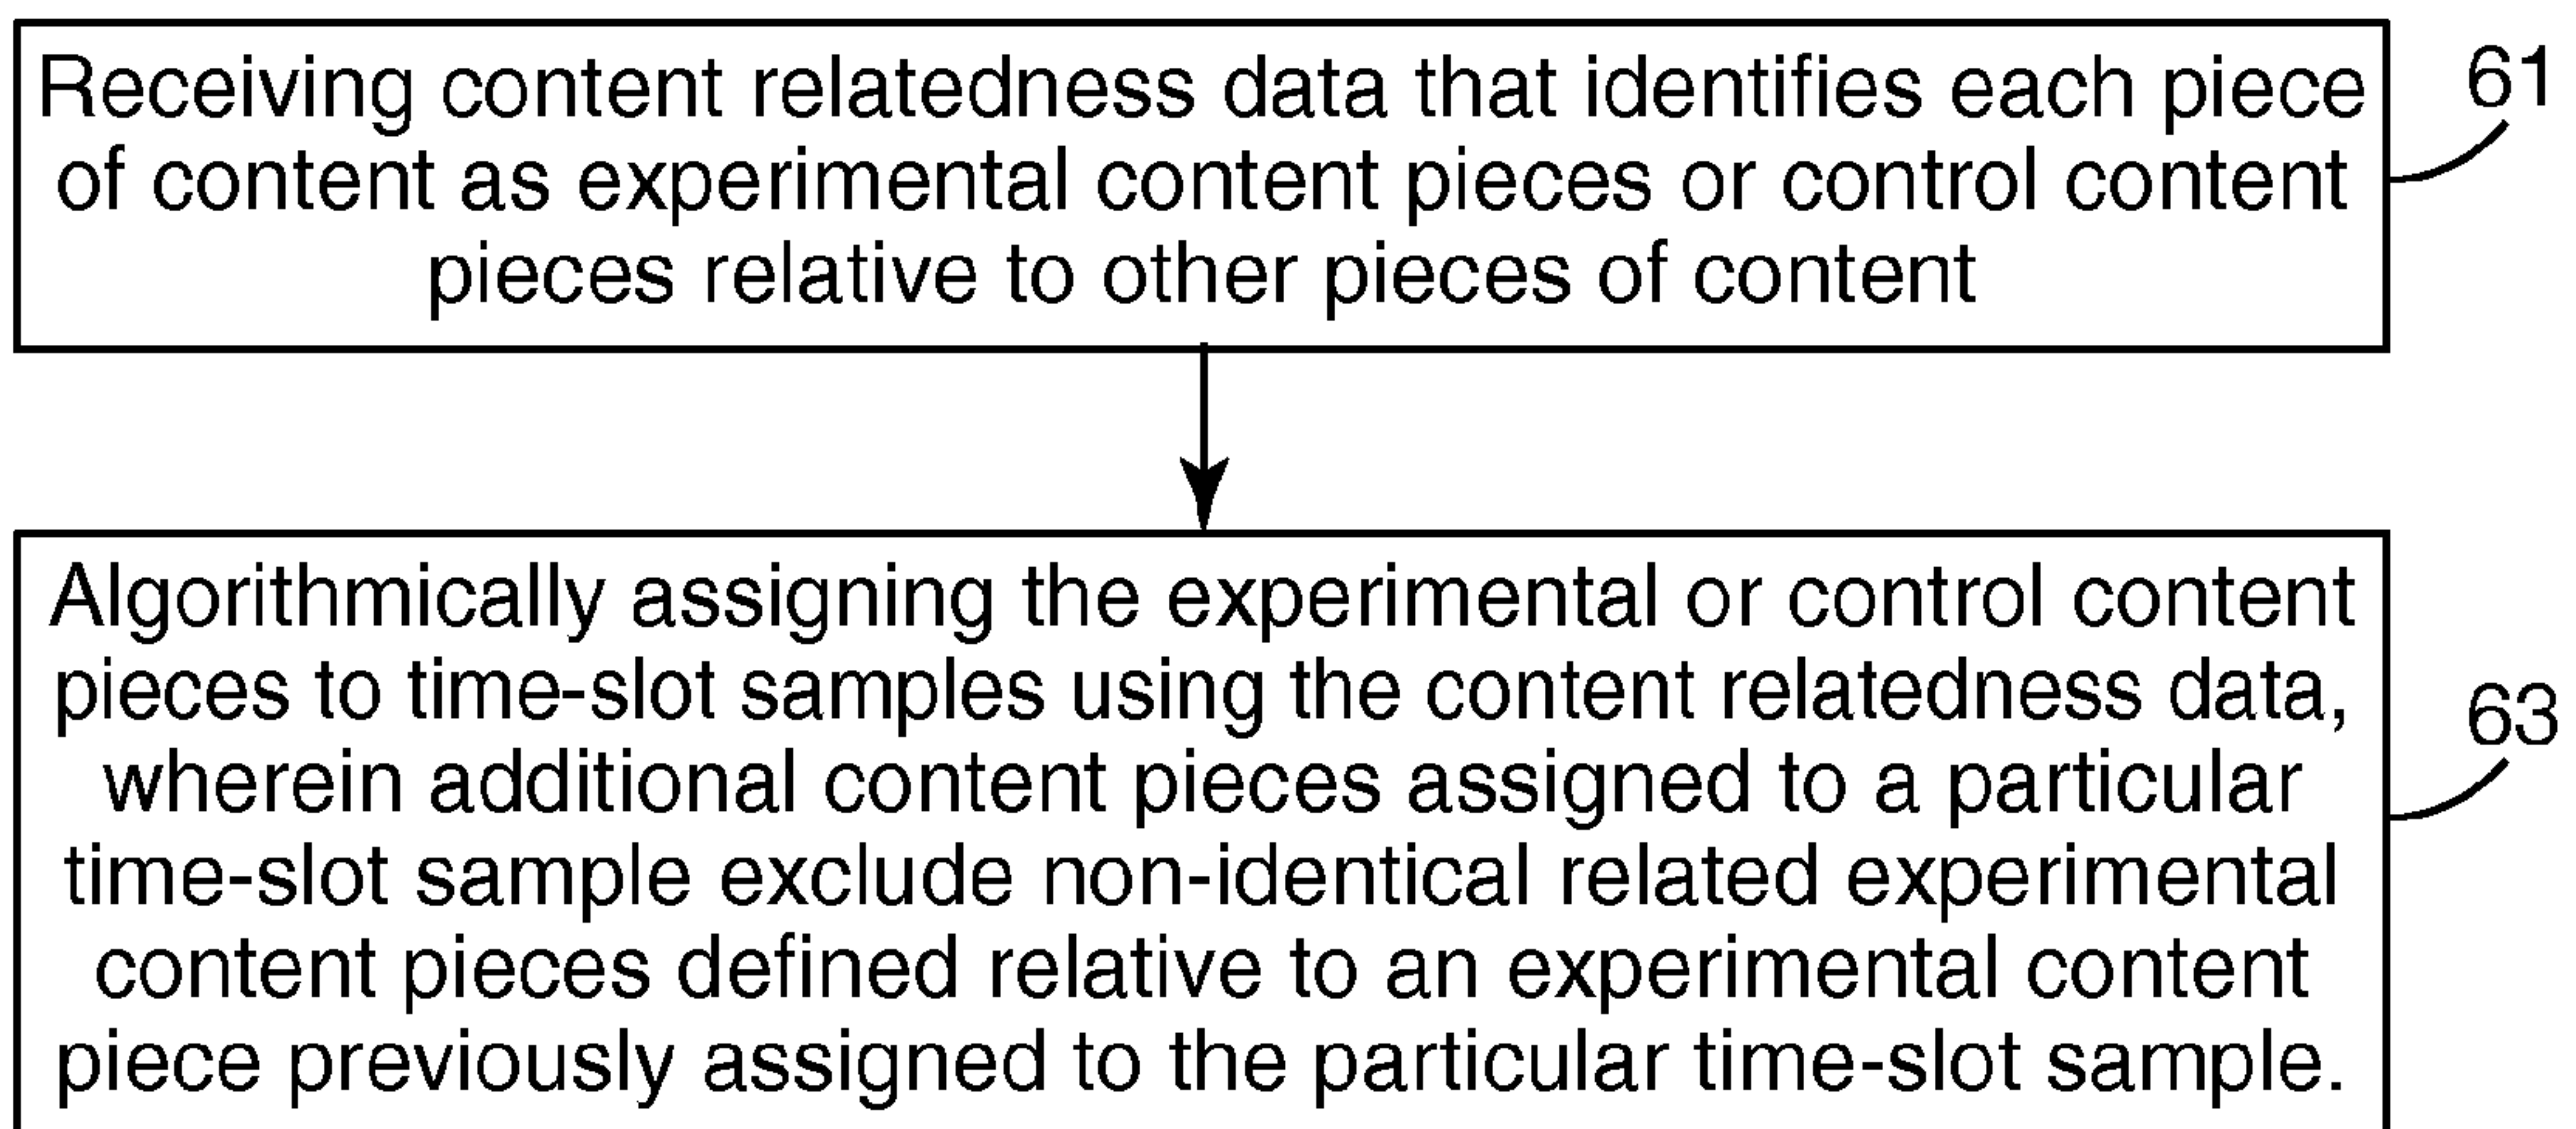 Receiving content relatedness data that identifies each piece
of content as experimental content pieces or control content
pieces relative to other pieces of content
61
Algorithmically assigning the experimental or control content
pieces to time-slot samples using the content relatedness data,
wherein additional content pieces assigned to a particular
time-slot sample exclude non-identical related experimental
content pieces defined relative to an experimental content
piece previously assigned to the particular time-slot sample.
63